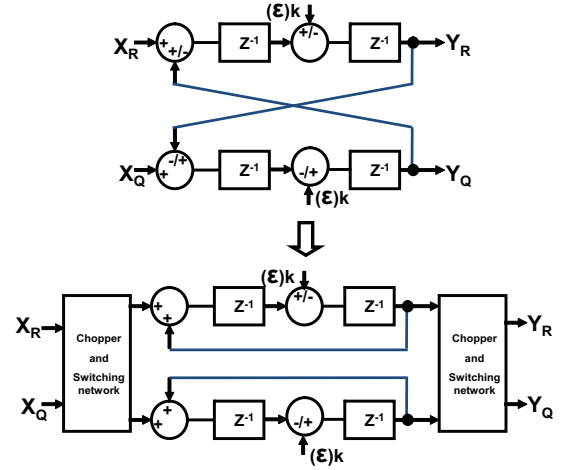 (ε)k
X_R + +/- Z⁻¹ +/- Z⁻¹ Y_R
X_Q + -/+ Z⁻¹ -/+ Z⁻¹ Y_Q
(ε)k
(ε)k
X_R Chopper and Switching network + + Z⁻¹ +/- Z⁻¹ Chopper and Switching network Y_R
X_Q + + Z⁻¹ -/+ Z⁻¹ Y_Q
(ε)k